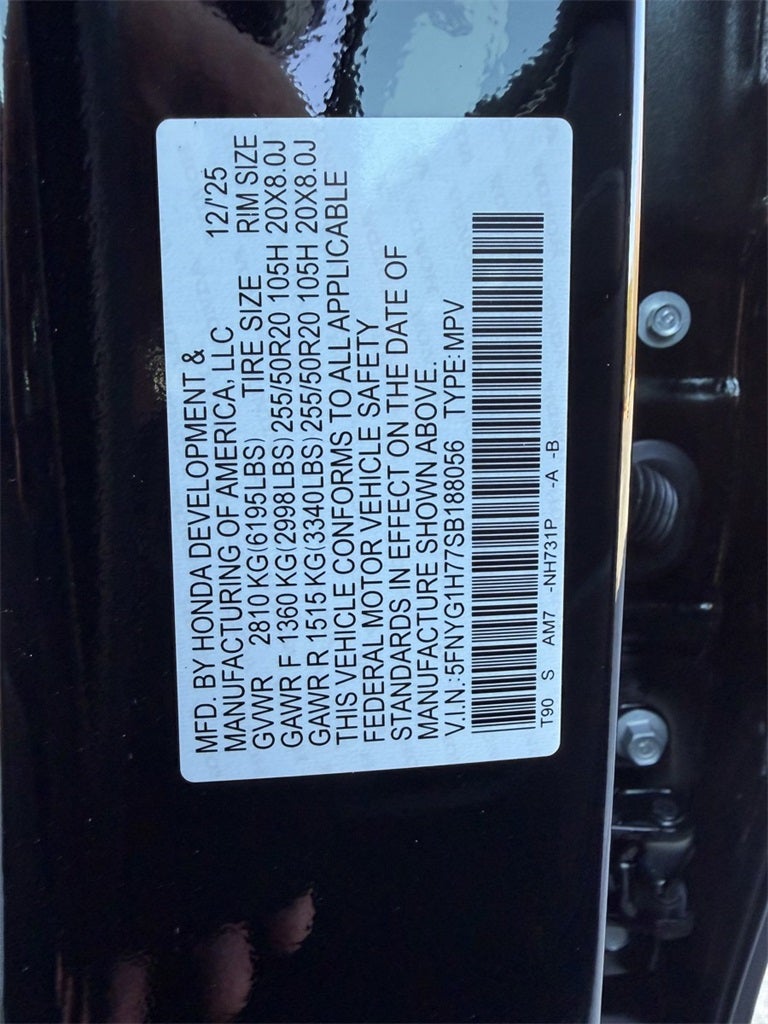 MFD. BY HONDA DEVELOPMENT &
MANUFACTURING OF AMERICA, LLC 12/'25
GVWR 2810 KG(6195LBS) TIRE SIZE RIM SIZE
GAWR F 1360 KG(2998LBS) 255/50R20 105H 20X8.0J
GAWR R 1515 KG(3340LBS) 255/50R20 105H 20X8.0J
THIS VEHICLE CONFORMS TO ALL APPLICABLE
FEDERAL MOTOR VEHICLE SAFETY
STANDARDS IN EFFECT ON THE DATE OF
MANUFACTURE SHOWN ABOVE.
V.I.N.:5FNYG1H77SB188056 TYPE:MPV
T90 S AM7 -NH731P -A -B